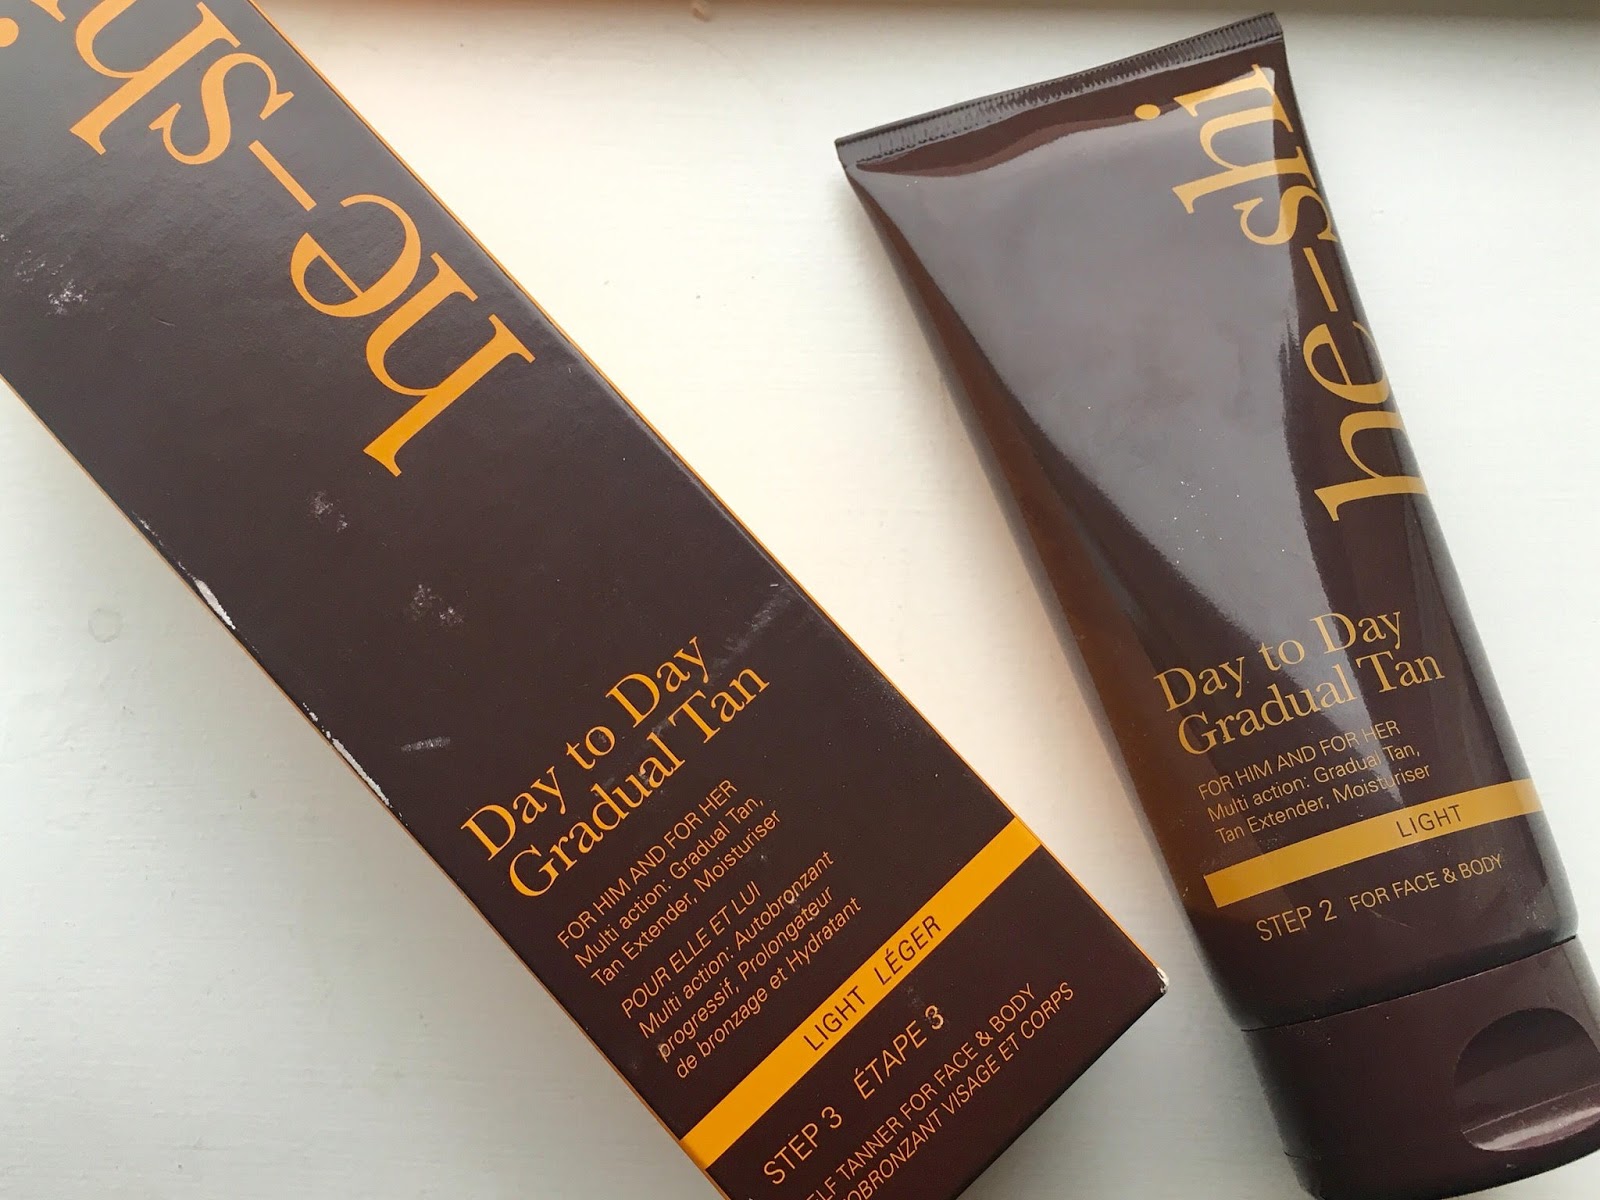 he-shi
Day to Day
Gradual Tan
FOR HIM AND FOR HER
Multi action: Gradual Tan,
Tan Extender, Moisturiser
POUR ELLE ET LUI
Multi action: Autobronzant
progressif, Prolongateur
de bronzage et Hydratant
LIGHT LÉGER
STEP 3 ÉTAPE 3
SELF TANNER FOR FACE & BODY
AUTOBRONZANT VISAGE ET CORPS
he-shi
Day to Day
Gradual Tan
FOR HIM AND FOR HER
Multi action: Gradual Tan,
Tan Extender, Moisturiser
LIGHT
STEP 2 FOR FACE & BODY